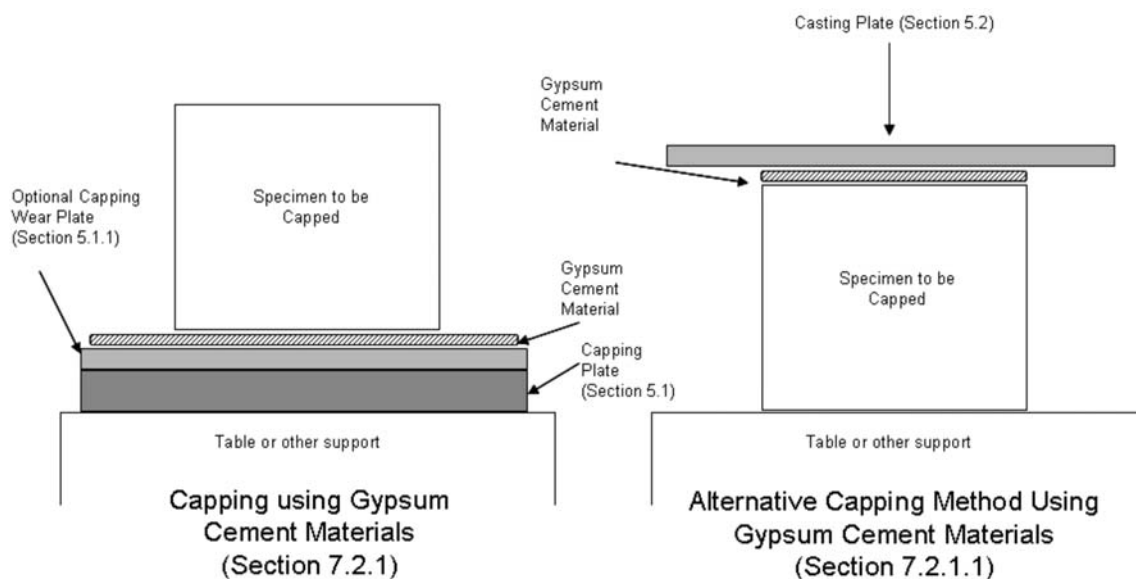 Optional Capping
Wear Plate
(Section 5.1.1)
Specimen to be
Capped
Gypsum
Cement
Material
Capping
Plate
(Section 5.1)
Table or other support
Capping using Gypsum
Cement Materials
(Section 7.2.1)
Casting Plate (Section 5.2)
Gypsum
Cement
Material
Specimen to be
Capped
Table or other support
Alternative Capping Method Using
Gypsum Cement Materials
(Section 7.2.1.1)